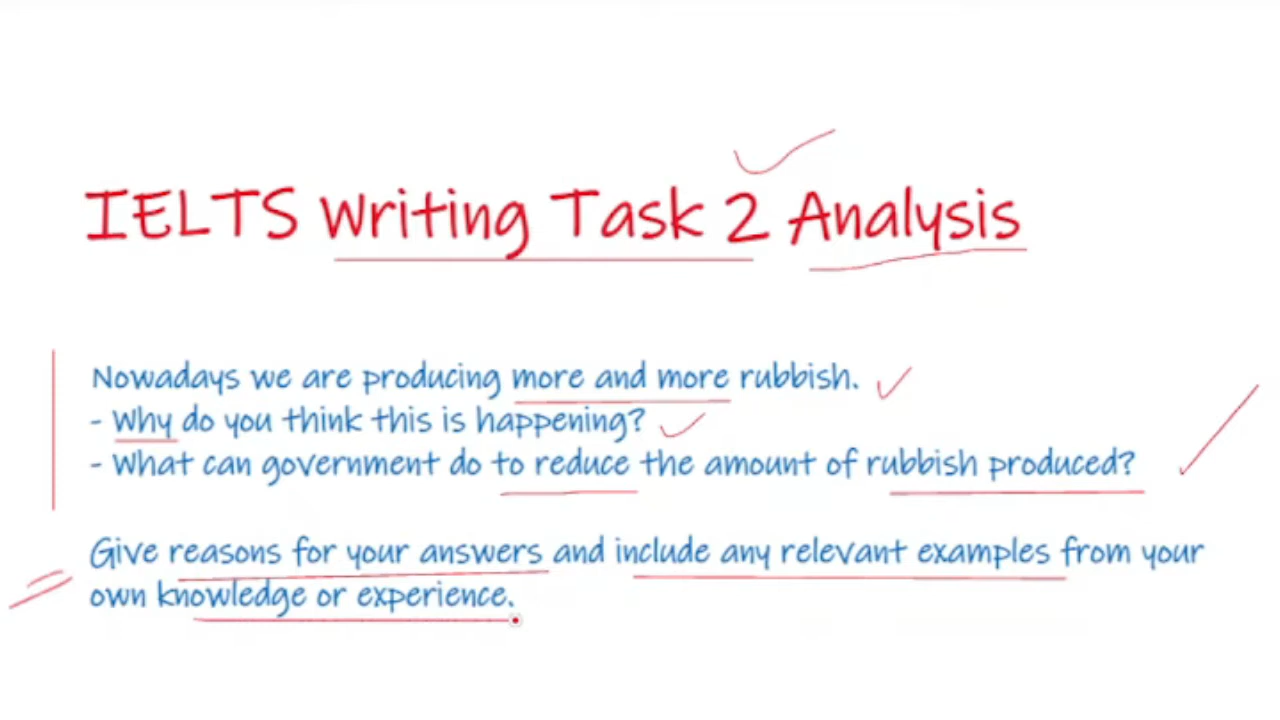 IELTS Writing Task 2 Analysis
Nowadays we are producing more and more rubbish.
- Why do you think this is happening?
- What can government do to reduce the amount of rubbish produced?
Give reasons for your answers and include any relevant examples from your
own knowledge or experience.